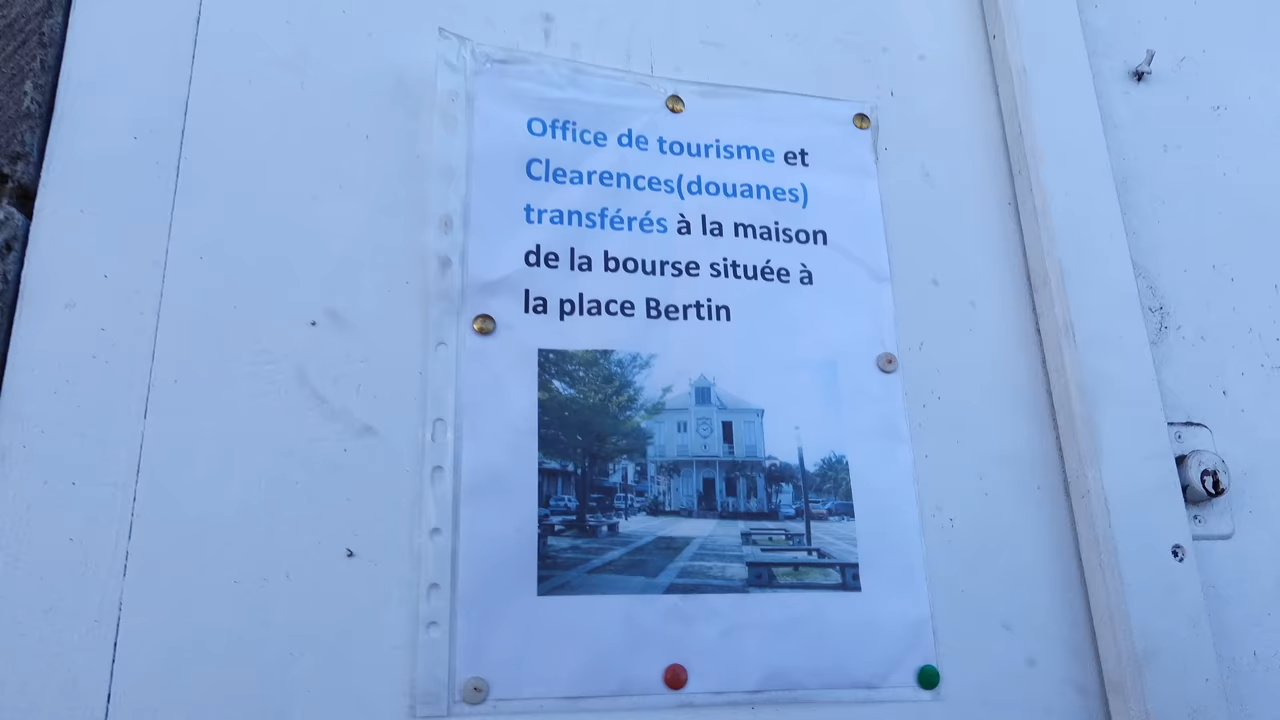 Office de tourisme et
Clearences(douanes)
transférés à la maison
de la bourse située à
la place Bertin